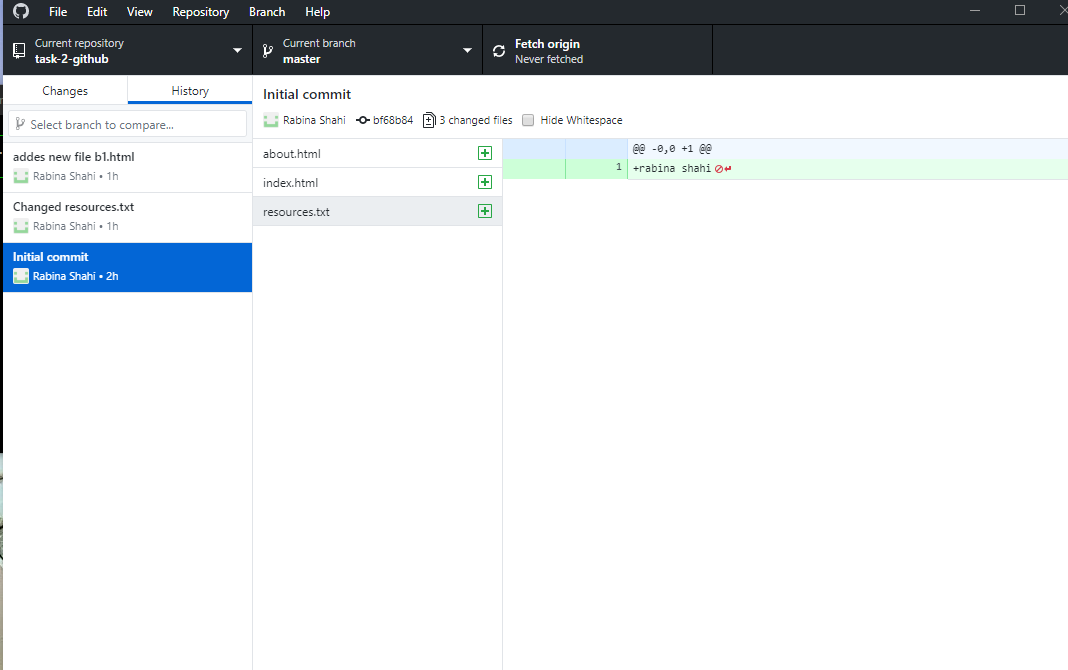 File Edit View Repository Branch Help
Current repository
task-2-github
Current branch
master
Fetch origin
Never fetched
Changes
History
Select branch to compare...
addes new file b1.html
Rabina Shahi • 1h
Changed resources.txt
Rabina Shahi • 1h
Initial commit
Rabina Shahi • 2h
Initial commit
Rabina Shahi bf68b84 3 changed files Hide Whitespace
about.html
index.html
resources.txt
@@ -0,0 +1 @@
1 +rabina shahi